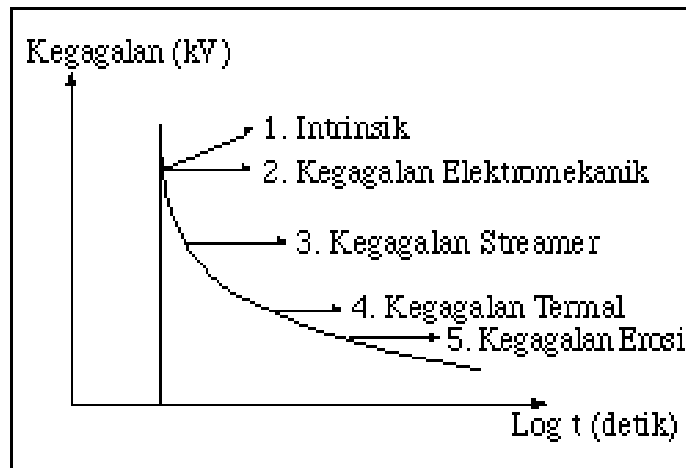 Kegagalan (kV)
1. Intrinsik
2. Kegagalan Elektromekanik
3. Kegagalan Streamer
4. Kegagalan Termal
5. Kegagalan Erosi
Log t (detik)